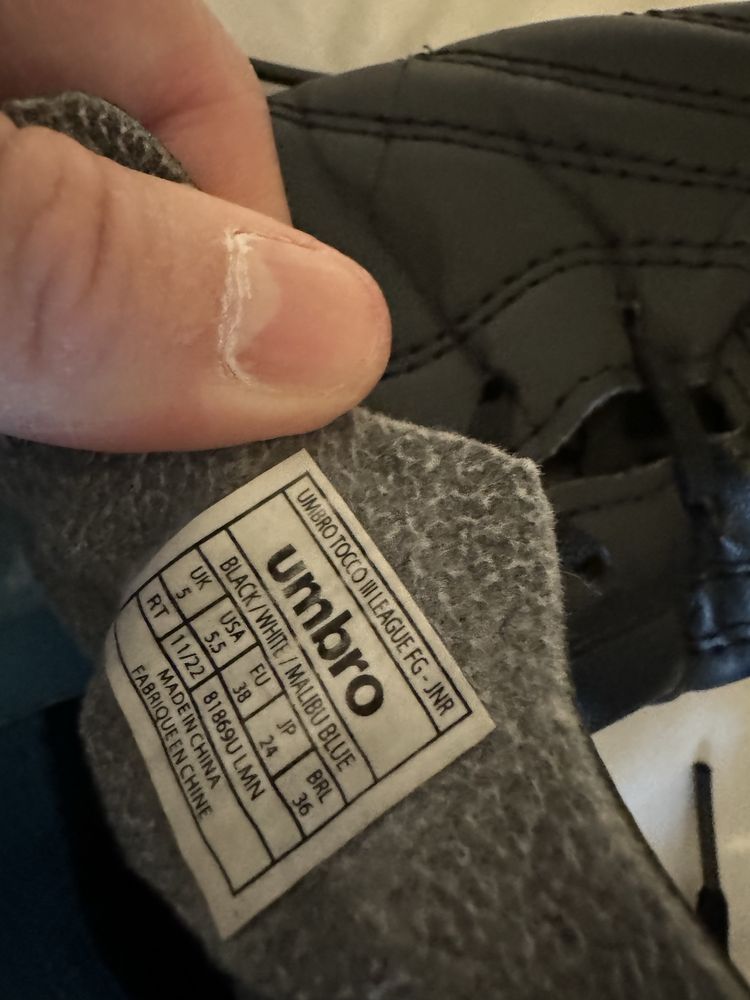 UMBRO TOCCO III LEAGUE FG - JNR
umbro
BLACK / WHITE / MALIBU BLUE
UK USA EU JP BRL
5 5.5 38 24 36
RT 11/22 81869U LMN
MADE IN CHINA
FABRIQUE EN CHINE